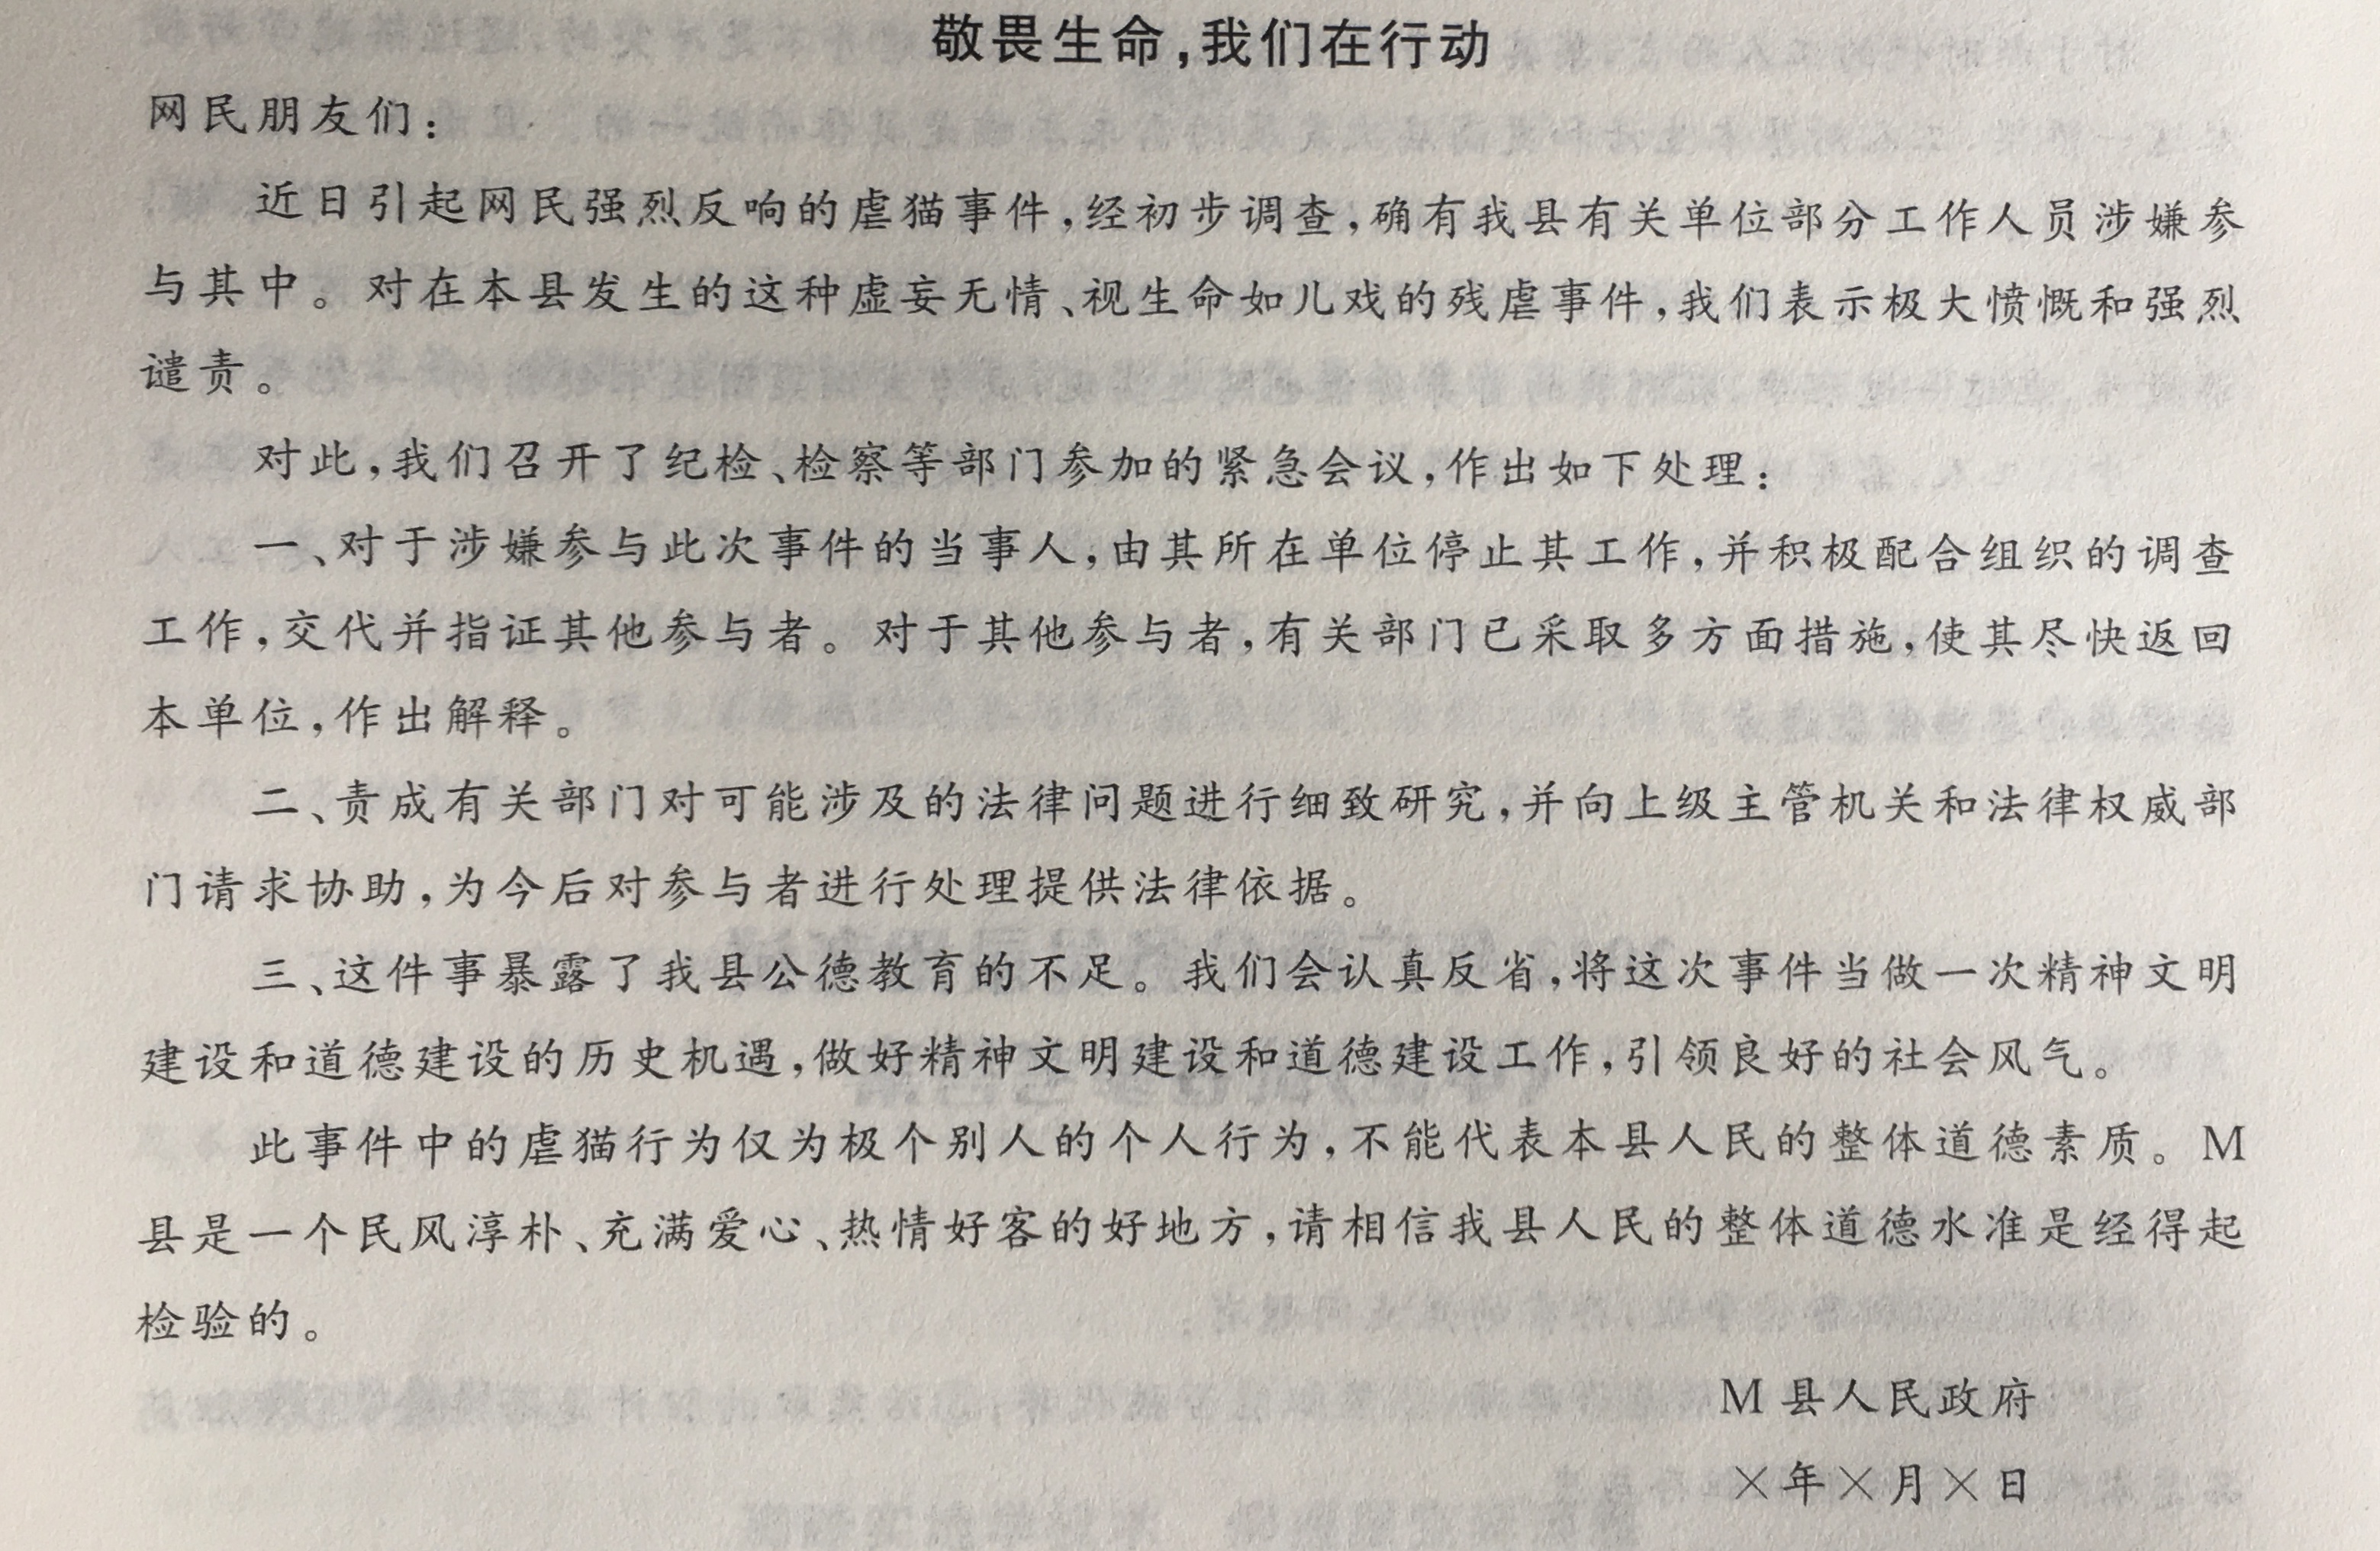 敬畏生命,我们在行动
网民朋友们:
近日引起网民强烈反响的虐猫事件,经初步调查,确有我县有关单位部分工作人员涉嫌参
与其中。对在本县发生的这种虚妄无情、视生命如儿戏的残虐事件,我们表示极大愤慨和强烈
谴责。
对此,我们召开了纪检、检察等部门参加的紧急会议,作出如下处理:
一、对于涉嫌参与此次事件的当事人,由其所在单位停止其工作,并积极配合组织的调查
工作,交代并指证其他参与者。对于其他参与者,有关部门已采取多方面措施,使其尽快返回
本单位,作出解释。
二、责成有关部门对可能涉及的法律问题进行细致研究,并向上级主管机关和法律权威部
门请求协助,为今后对参与者进行处理提供法律依据。
三、这件事暴露了我县公德教育的不足。我们会认真反省,将这次事件当做一次精神文明
建设和道德建设的历史机遇,做好精神文明建设和道德建设工作,引领良好的社会风气。
此事件中的虐猫行为仅为极个别人的个人行为,不能代表本县人民的整体道德素质。M
县是一个民风淳朴、充满爱心、热情好客的好地方,请相信我县人民的整体道德水准是经得起
检验的。
M 县人民政府
×年×月×日